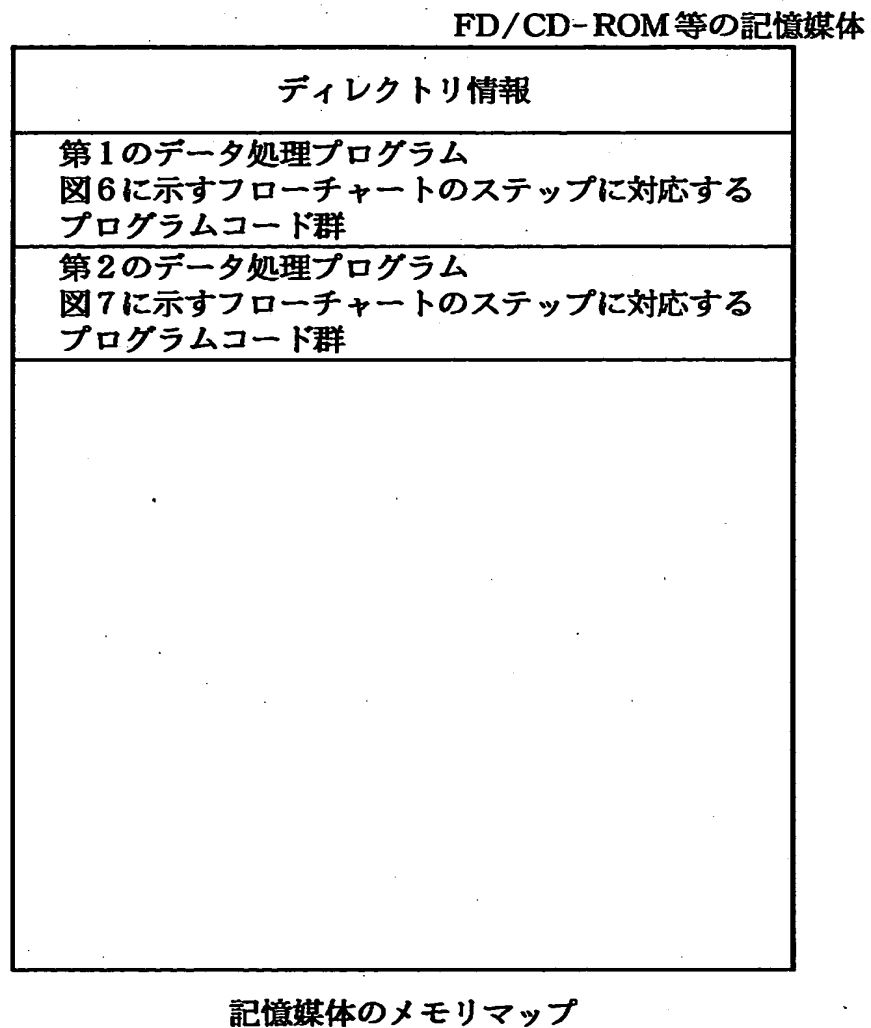 FD/CD-ROM等の記憶媒体
ディレクトリ情報
第1のデータ処理プログラム
図6に示すフローチャートのステップに対応する
プログラムコード群
第2のデータ処理プログラム
図7に示すフローチャートのステップに対応する
プログラムコード群
記憶媒体のメモリマップ